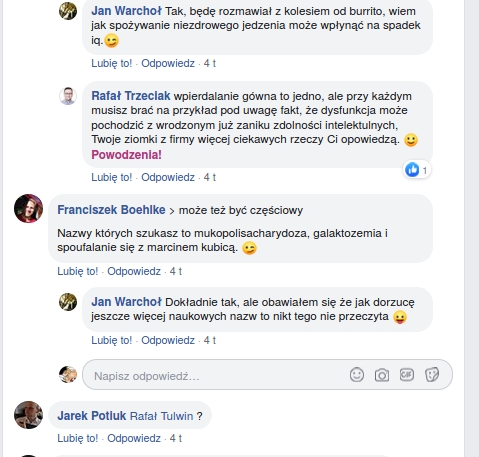 Jan Warchoł Tak, będę rozmawiał z kolesiem od burrito, wiem
jak spożywanie niezdrowego jedzenia może wpłynąć na spadek
iq.😉
Lubię to! · Odpowiedz · 4 t
Rafał Trzeciak wpierdalanie gówna to jedno, ale przy każdym
musisz brać na przykład pod uwagę fakt, że dysfunkcja może
pochodzić z wrodzonym już zaniku zdolności intelektulnych,
Twoje ziomki z firmy więcej ciekawych rzeczy Ci opowiedzą. 🙂
Powodzenia!
1
Lubię to! · Odpowiedz · 4 t
Franciszek Boehlke > może też być częściowy
Nazwy których szukasz to mukopolisacharydoza, galaktozemia i
spoufalanie się z marcinem kubicą. 😉
Lubię to! · Odpowiedz · 4 t
Jan Warchoł Dokładnie tak, ale obawiałem się że jak dorzucę
jeszcze więcej naukowych nazw to nikt tego nie przeczyta 😛
Lubię to! · Odpowiedz · 4 t
Napisz odpowiedź...
GIF
Jarek Potiuk Rafał Tulwin ?
Lubię to! · Odpowiedz · 4 t